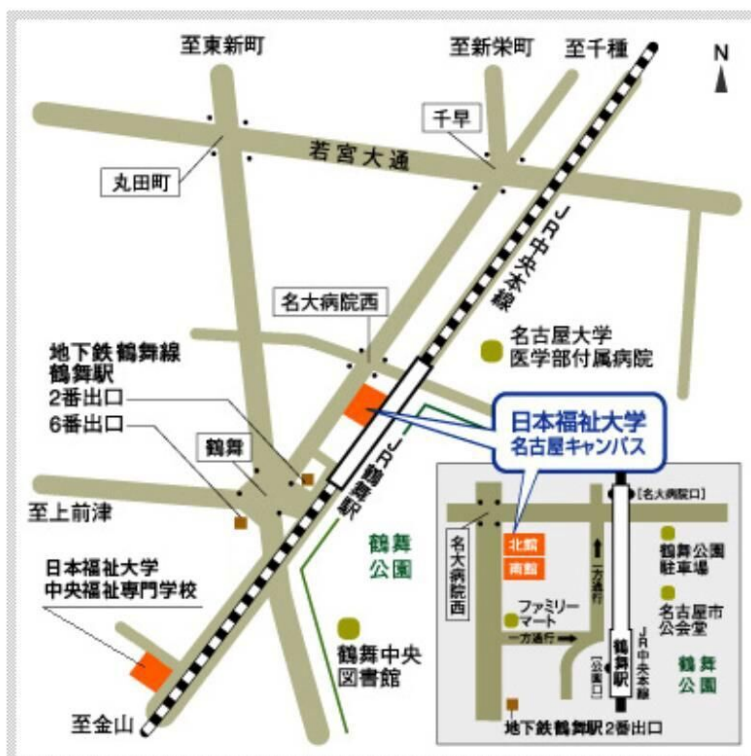 至東新町
至新栄町
至千種
N
千早
若宮大通
丸田町
JR中央本線
名大病院西
名古屋大学
医学部付属病院
地下鉄鶴舞線
鶴舞駅
2番出口
6番出口
日本福祉大学
名古屋キャンパス
鶴舞
JR鶴舞駅
至上前津
鶴舞
公園
日本福祉大学
中央福祉専門学校
鶴舞中央
図書館
至金山
[名大病院口]
名大病院西
北館
南館
一方通行
鶴舞公園
駐車場
ファミリー
マート
一方通行
名古屋市
公会堂
鶴舞駅
JR中央本線
[公園口]
鶴舞
公園
地下鉄鶴舞駅2番出口